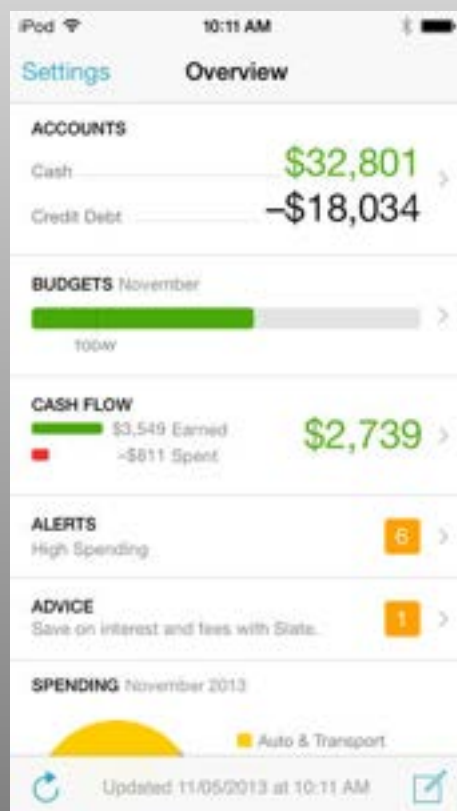 iPod 10:11 AM
Settings Overview
ACCOUNTS
Cash $32,801
Credit Debt –$18,034
BUDGETS November
TODAY
CASH FLOW
$3,549 Earned
–$811 Spent
$2,739
ALERTS
High Spending
6
ADVICE
Save on interest and fees with Slate.
1
SPENDING November 2013
Auto & Transport
Updated 11/05/2013 at 10:11 AM